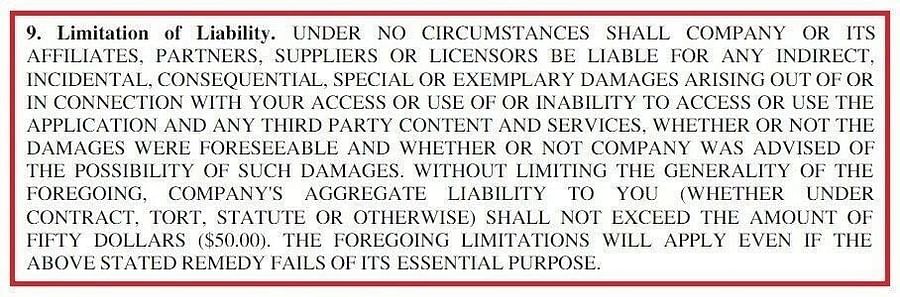 9. Limitation of Liability. UNDER NO CIRCUMSTANCES SHALL COMPANY OR ITS
AFFILIATES, PARTNERS, SUPPLIERS OR LICENSORS BE LIABLE FOR ANY INDIRECT,
INCIDENTAL, CONSEQUENTIAL, SPECIAL OR EXEMPLARY DAMAGES ARISING OUT OF OR
IN CONNECTION WITH YOUR ACCESS OR USE OF OR INABILITY TO ACCESS OR USE THE
APPLICATION AND ANY THIRD PARTY CONTENT AND SERVICES, WHETHER OR NOT THE
DAMAGES WERE FORESEEABLE AND WHETHER OR NOT COMPANY WAS ADVISED OF
THE POSSIBILITY OF SUCH DAMAGES. WITHOUT LIMITING THE GENERALITY OF THE
FOREGOING, COMPANY'S AGGREGATE LIABILITY TO YOU (WHETHER UNDER
CONTRACT, TORT, STATUTE OR OTHERWISE) SHALL NOT EXCEED THE AMOUNT OF
FIFTY DOLLARS ($50.00). THE FOREGOING LIMITATIONS WILL APPLY EVEN IF THE
ABOVE STATED REMEDY FAILS OF ITS ESSENTIAL PURPOSE.